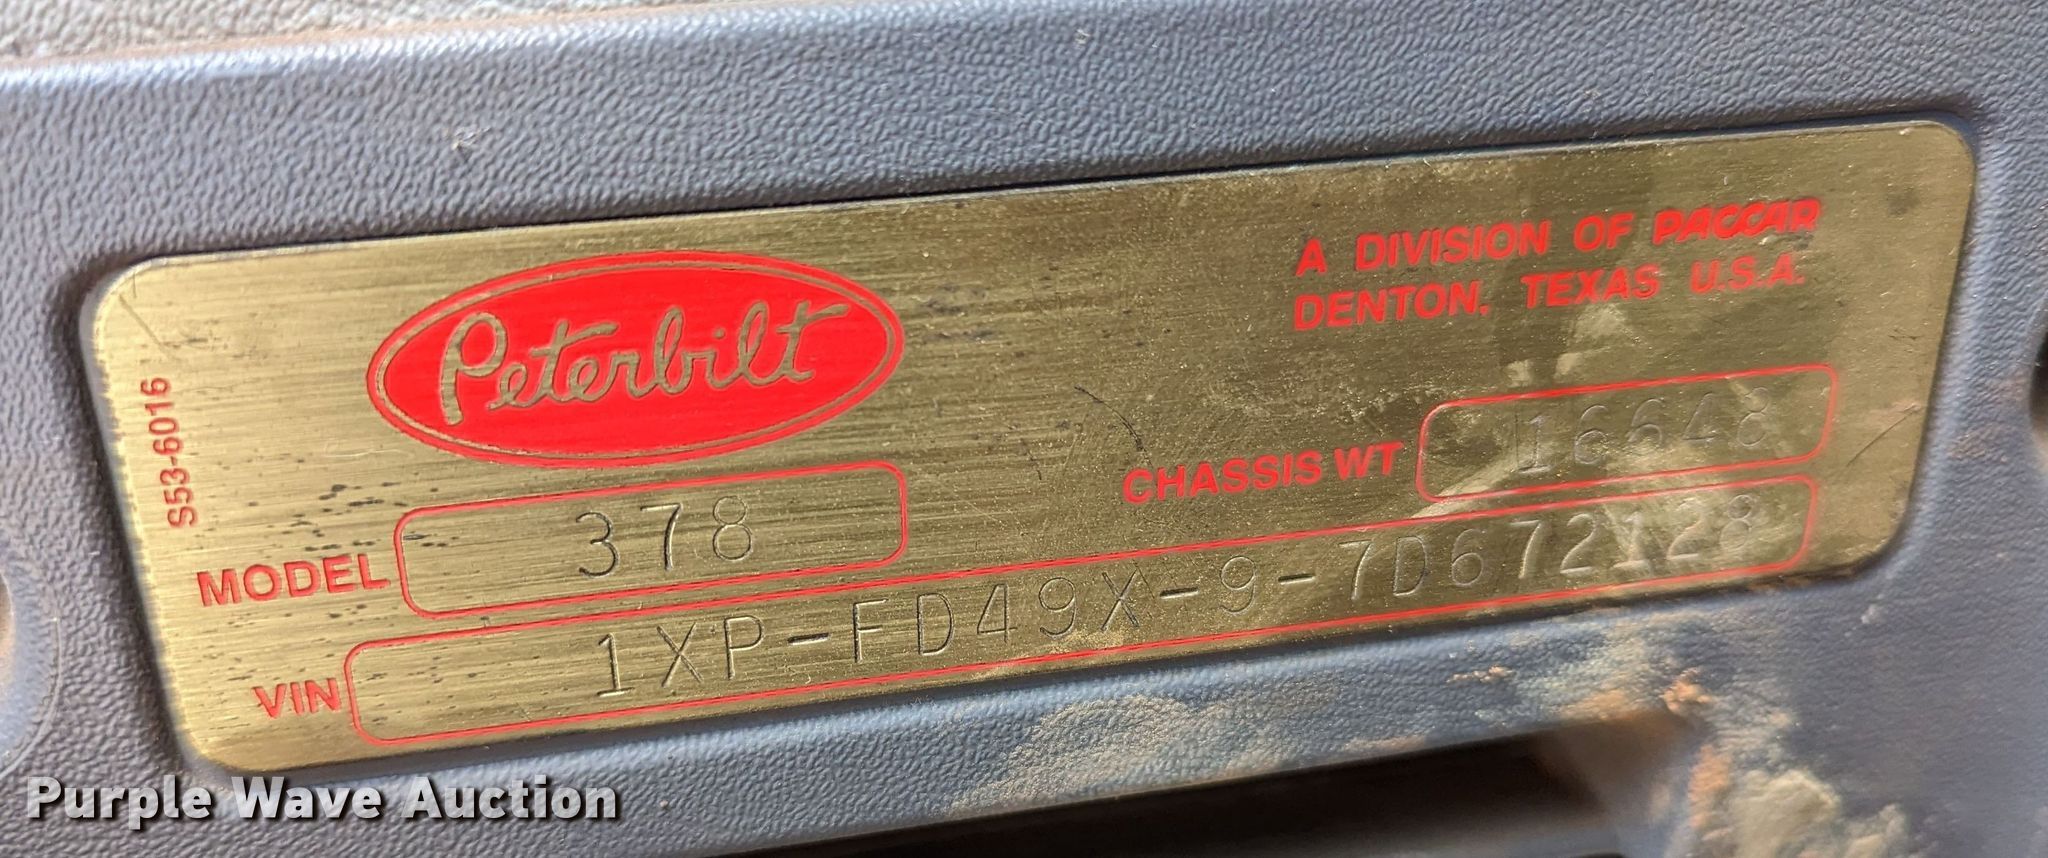 Peterbilt
A DIVISION OF PACCAR
DENTON, TEXAS U.S.A.
S53-6016
CHASSIS WT 16648
MODEL 378
VIN 1XP-FD49X-9-7D672128
Purple Wave Auction